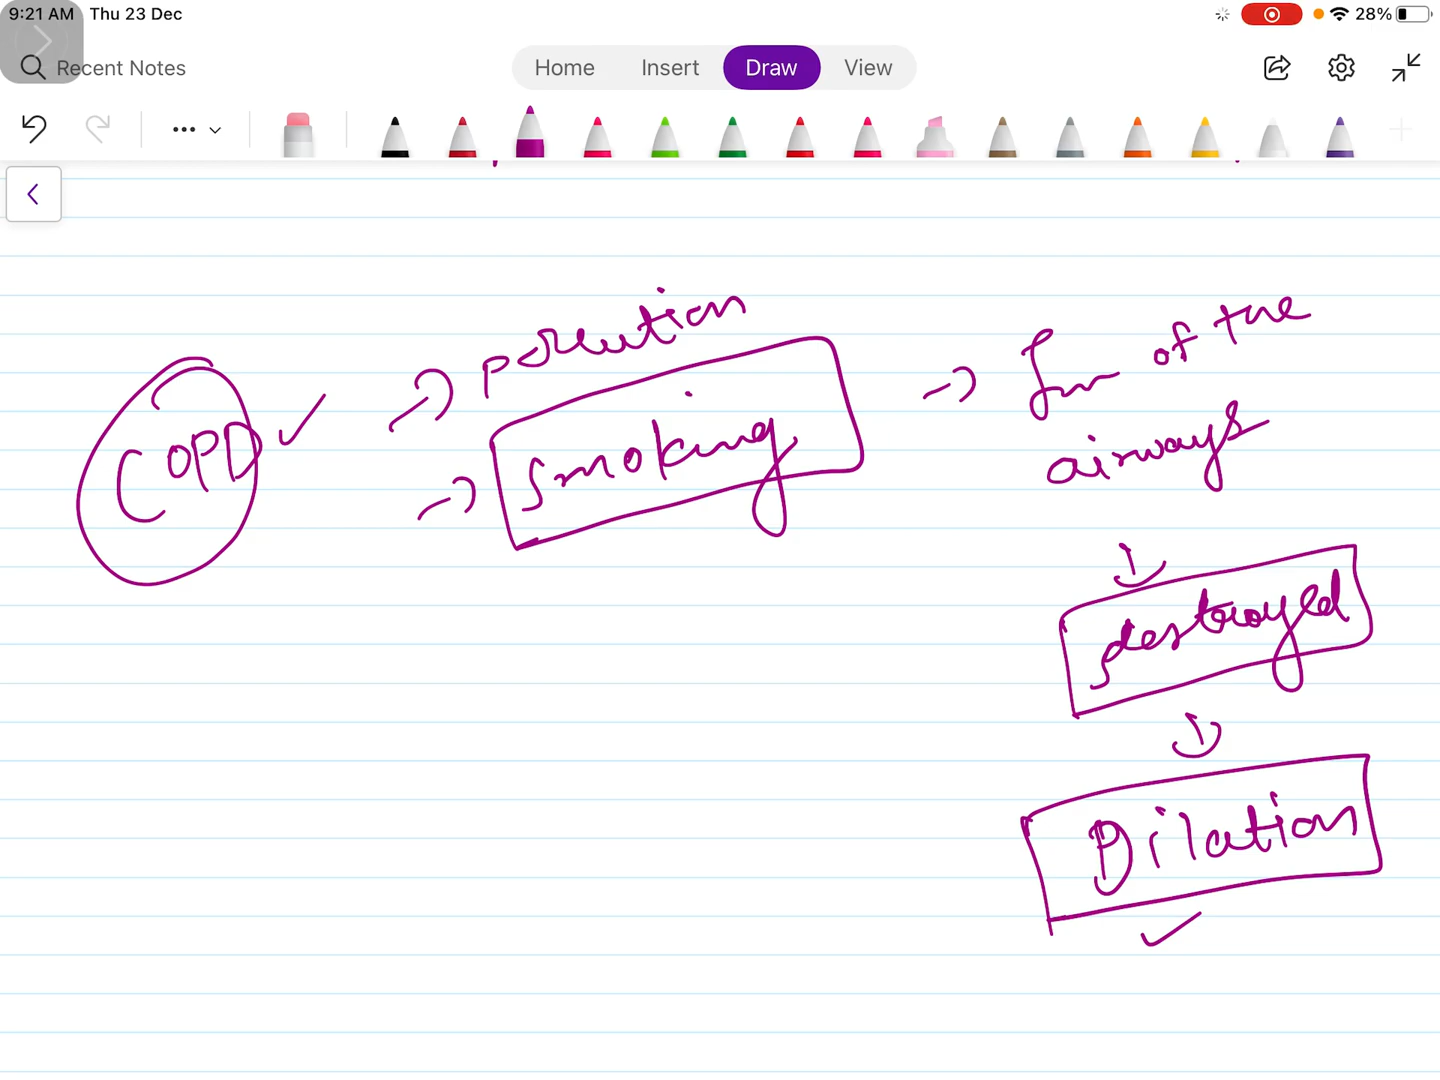 9:21 AM Thu 23 Dec
28%
Recent Notes
Home Insert Draw View
COPD
pollution
smoking
of the
airways
destroyed
Dilation